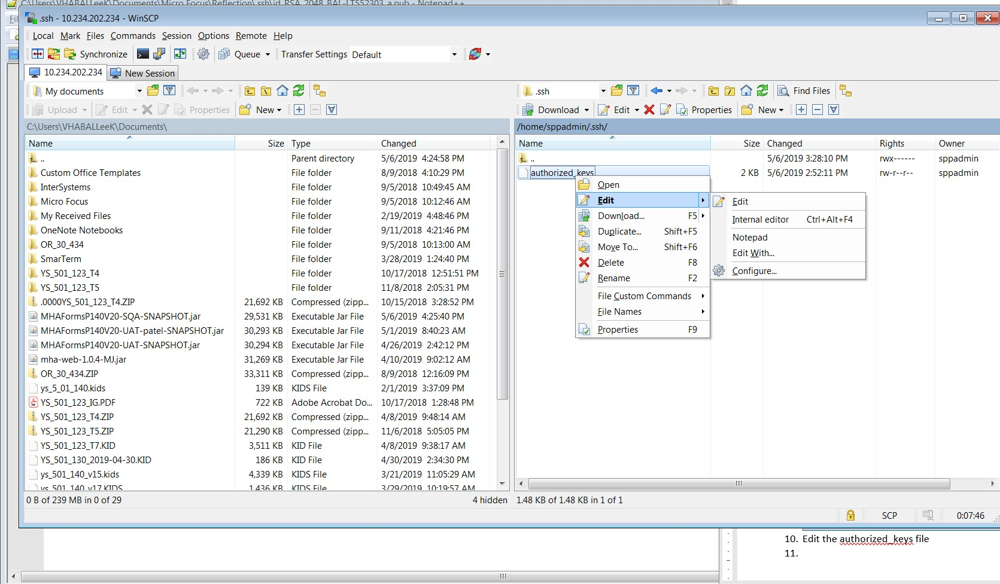 C:\Users\VHABALLeeK\Documents\Micro Focus\Reflection\.ssh\id_RSA_2048_BAL-LT552303_a.pub - Notepad++
.ssh - 10.234.202.234 - WinSCP
Local Mark Files Commands Session Options Remote Help
Synchronize Queue Transfer Settings Default
10.234.202.234 New Session
My documents
Upload Edit Properties New
C:\Users\VHABALLeeK\Documents\
Name Size Type Changed
.. Parent directory 5/6/2019 4:24:58 PM
Custom Office Templates File folder 8/9/2018 4:10:29 PM
InterSystems File folder 9/5/2018 10:49:45 AM
Micro Focus File folder 9/5/2018 10:12:46 AM
My Received Files File folder 2/19/2019 4:48:46 PM
OneNote Notebooks File folder 9/11/2018 4:21:46 PM
OR_30_434 File folder 9/5/2018 10:13:00 AM
SmarTerm File folder 3/28/2019 1:24:40 PM
YS_501_123_T4 File folder 10/17/2018 12:51:51 PM
YS_501_123_T5 File folder 11/8/2018 2:05:31 PM
.0000YS_501_123_T4.ZIP 21,692 KB Compressed (zipp... 10/15/2018 3:28:52 PM
MHAFormsP140V20-SQA-SNAPSHOT.jar 29,531 KB Executable Jar File 5/6/2019 4:25:40 PM
MHAFormsP140V20-UAT-patel-SNAPSHOT.jar 30,293 KB Executable Jar File 5/1/2019 8:40:23 AM
MHAFormsP140V20-UAT-SNAPSHOT.jar 30,294 KB Executable Jar File 4/26/2019 2:42:12 PM
mha-web-1.0.4-MJ.jar 31,269 KB Executable Jar File 4/10/2019 9:02:12 AM
OR_30_434.ZIP 33,311 KB Compressed (zipp... 8/9/2018 12:16:09 PM
ys_5_01_140.kids 139 KB KIDS File 2/1/2019 3:37:09 PM
YS_501_123_IG.PDF 722 KB Adobe Acrobat Do... 10/17/2018 1:28:48 PM
YS_501_123_T4.ZIP 21,692 KB Compressed (zipp... 4/8/2019 9:48:14 AM
YS_501_123_T5.ZIP 21,290 KB Compressed (zipp... 11/6/2018 5:05:05 PM
YS_501_123_T7.KID 3,511 KB KID File 4/8/2019 9:38:17 AM
YS_501_130_2019-04-30.KID 186 KB KID File 4/30/2019 2:34:30 PM
ys_501_140_v15.kids 4,339 KB KIDS File 3/21/2019 11:05:29 AM
ys_501_140_v17.KIDS 1,436 KB KIDS File 3/29/2019 10:19:57 AM
0 B of 239 MB in 0 of 29 4 hidden
.ssh Find Files
Download Edit Properties New
/home/sppadmin/.ssh/
Name Size Changed Rights Owner
.. 5/6/2019 3:28:10 PM rwx------ sppadmin
authorized_keys 2 KB 5/6/2019 2:52:11 PM rw-r--r-- sppadmin
Open
Edit
Download... F5
Duplicate... Shift+F5
Move To... Shift+F6
Delete F8
Rename F2
File Custom Commands
File Names
Properties F9
Edit
Internal editor Ctrl+Alt+F4
Notepad
Edit With...
Configure...
1.48 KB of 1.48 KB in 1 of 1
SCP 0:07:46
10. Edit the authorized_keys file
11.